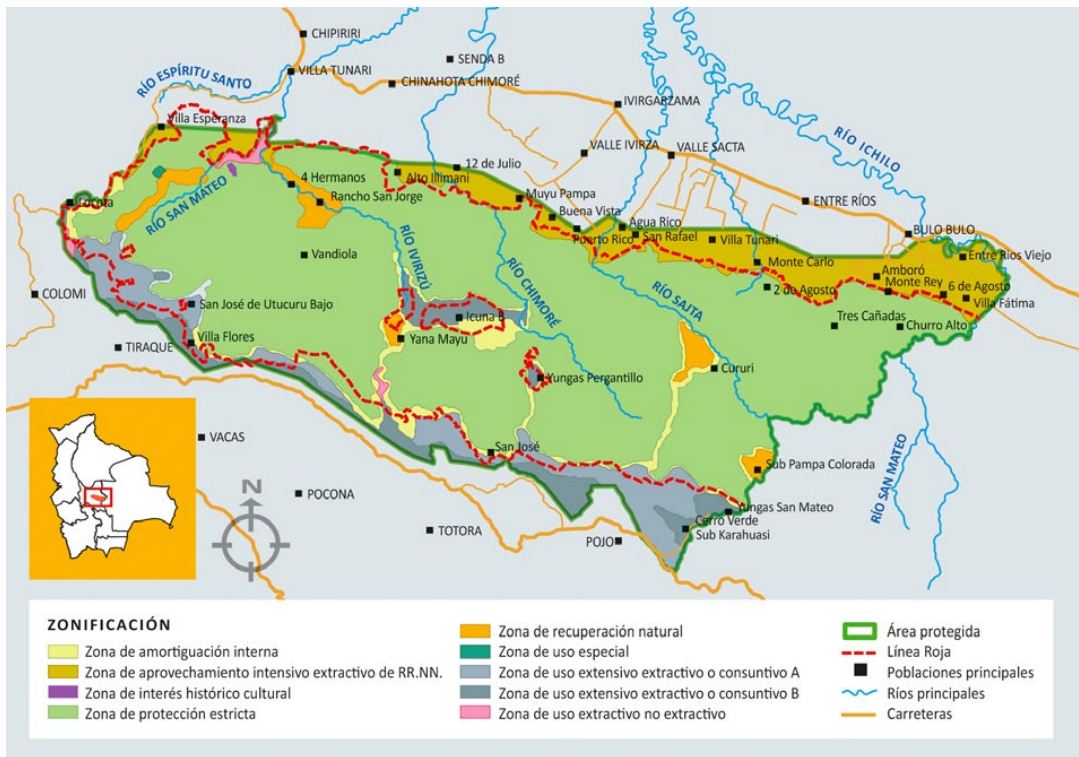 CHIPIRIRI
SENDA B
RÍO ESPÍRITU SANTO
VILLA TUNARI
CHINAHOTA CHIMORÉ
IVIRGARZAMA
Villa Esperanza
VALLE IVIRZA
VALLE SACTA
RÍO ICHILO
12 de Julio
Alto Illimani
4 Hermanos
Rancho San Jorge
Muyu Pampa
Locota
RÍO SAN MATEO
Buena Vista
ENTRE RÍOS
Agua Rico
Puerto Rico
San Rafael
Villa Tunari
BULO BULO
Vandiola
RÍO IVIRIZÚ
Entre Rios Viejo
Monte Carlo
Amboró
Monte Rey
COLOMI
San José de Utucuru Bajo
RÍO CHIMORÉ
RÍO SAJTA
2 de Agosto
6 de Agosto
Villa Fátima
Icuna B
Tres Cañadas
Churro Alto
TIRAQUE
Villa Flores
Yana Mayu
Yungas Pergantillo
Cururi
VACAS
San José
Sub Pampa Colorada
RÍO SAN MATEO
N
POCONA
Yungas San Mateo
TOTORA
POJO
Cerro Verde
Sub Karahuasi
ZONIFICACIÓN
Zona de amortiguación interna
Zona de aprovechamiento intensivo extractivo de RR.NN.
Zona de interés histórico cultural
Zona de protección estricta
Zona de recuperación natural
Zona de uso especial
Zona de uso extensivo extractivo o consuntivo A
Zona de uso extensivo extractivo o consuntivo B
Zona de uso extractivo no extractivo
Área protegida
Línea Roja
Poblaciones principales
Ríos principales
Carreteras